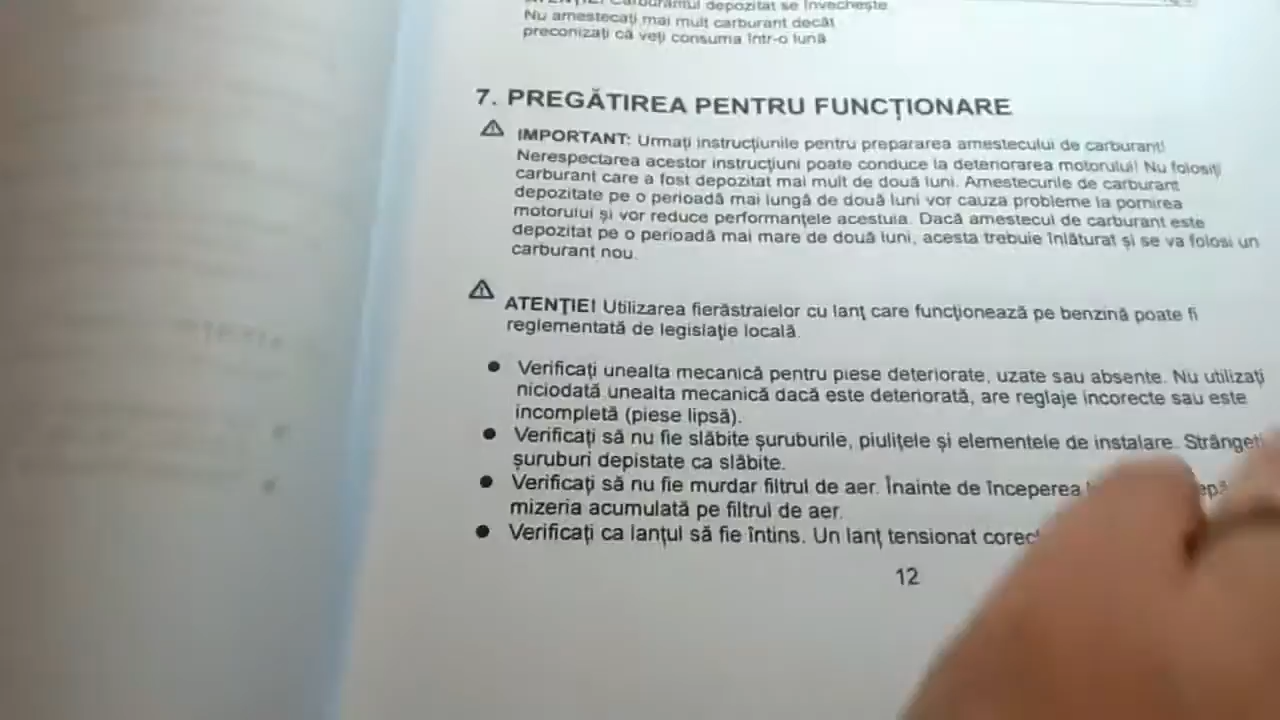 ATENȚIE! Carburantul depozitat se învechește
Nu amestecați mai mult carburant decât
preconizați că veți consuma într-o lună
7. PREGĂTIREA PENTRU FUNCȚIONARE
IMPORTANT: Urmați instrucțiunile pentru prepararea amestecului de carburant!
Nerespectarea acestor instrucțiuni poate conduce la deteriorarea motorului! Nu folosiți
carburant care a fost depozitat mai mult de două luni. Amestecurile de carburant
depozitate pe o perioadă mai lungă de două luni vor cauza probleme la pornirea
motorului și vor reduce performanțele acestuia. Dacă amestecul de carburant este
depozitat pe o perioadă mai mare de două luni, acesta trebuie înlăturat și se va folosi un
carburant nou.
ATENȚIE! Utilizarea fierăstraielor cu lanț care funcționează pe benzină poate fi
reglementată de legislație locală.
● Verificați unealta mecanică pentru piese deteriorate, uzate sau absente. Nu utilizați
niciodată unealta mecanică dacă este deteriorată, are reglaje incorecte sau este
incompletă (piese lipsă).
● Verificați să nu fie slăbite șuruburile, piulițele și elementele de instalare. Strângeți
șuruburi depistate ca slăbite.
● Verificați să nu fie murdar filtrul de aer. Înainte de începerea
mizeria acumulată pe filtrul de aer.
● Verificați ca lanțul să fie întins. Un lanț tensionat corect
12